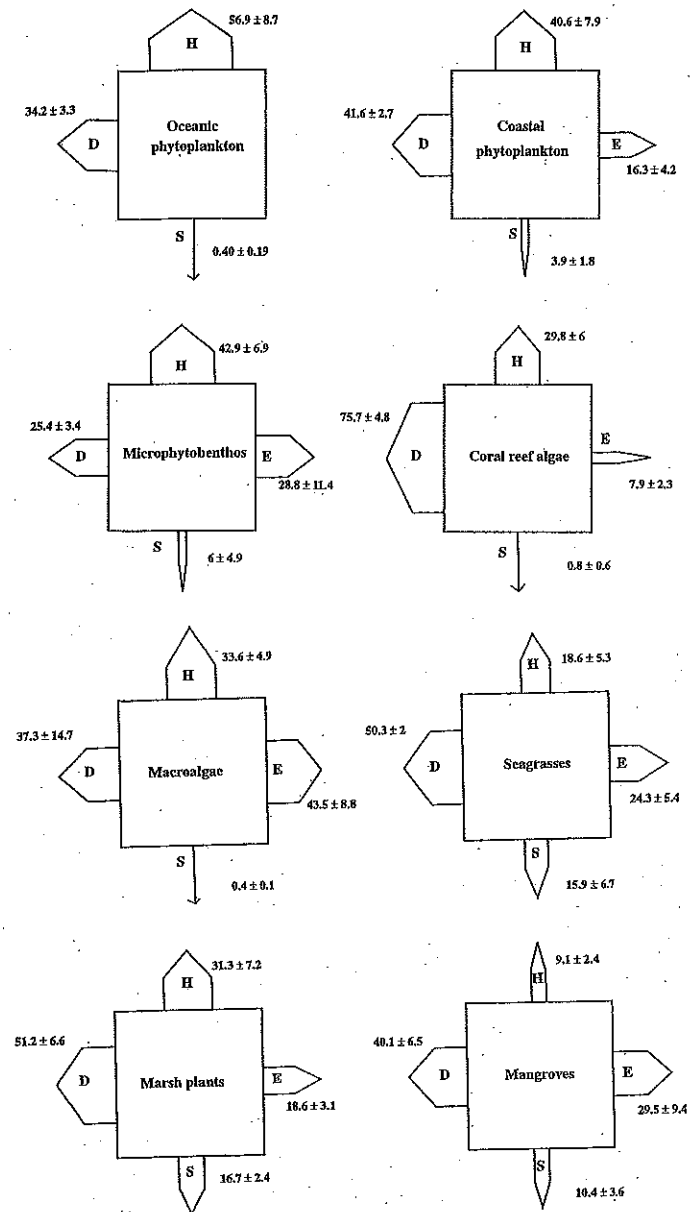 56.9 ± 8.7
H
34.2 ± 3.3
D
Oceanic
phytoplankton
S
0.40 ± 0.19
40.6 ± 7.9
H
41.6 ± 2.7
D
Coastal
phytoplankton
E
16.3 ± 4.2
S
3.9 ± 1.8
42.9 ± 6.9
H
25.4 ± 3.4
D
Microphytobenthos
E
28.8 ± 11.4
S
6 ± 4.9
29.8 ± 6
H
75.7 ± 4.8
D
Coral reef algae
E
7.9 ± 2.3
S
0.8 ± 0.6
33.6 ± 4.9
H
37.3 ± 14.7
D
Macroalgae
E
43.5 ± 8.8
S
0.4 ± 0.1
18.6 ± 5.3
H
50.3 ± 2
D
Seagrasses
E
24.3 ± 5.4
S
15.9 ± 6.7
31.3 ± 7.2
H
51.2 ± 6.6
D
Marsh plants
E
18.6 ± 3.1
S
16.7 ± 2.4
9.1 ± 2.4
H
40.1 ± 6.5
D
Mangroves
E
29.5 ± 9.4
S
10.4 ± 3.6